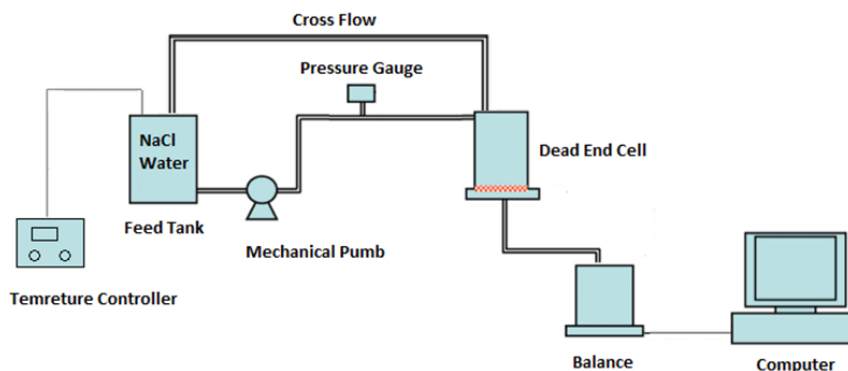 Cross Flow
Pressure Gauge
NaCl
Water
Dead End Cell
Feed Tank
Mechanical Pumb
Temreture Controller
Balance
Computer